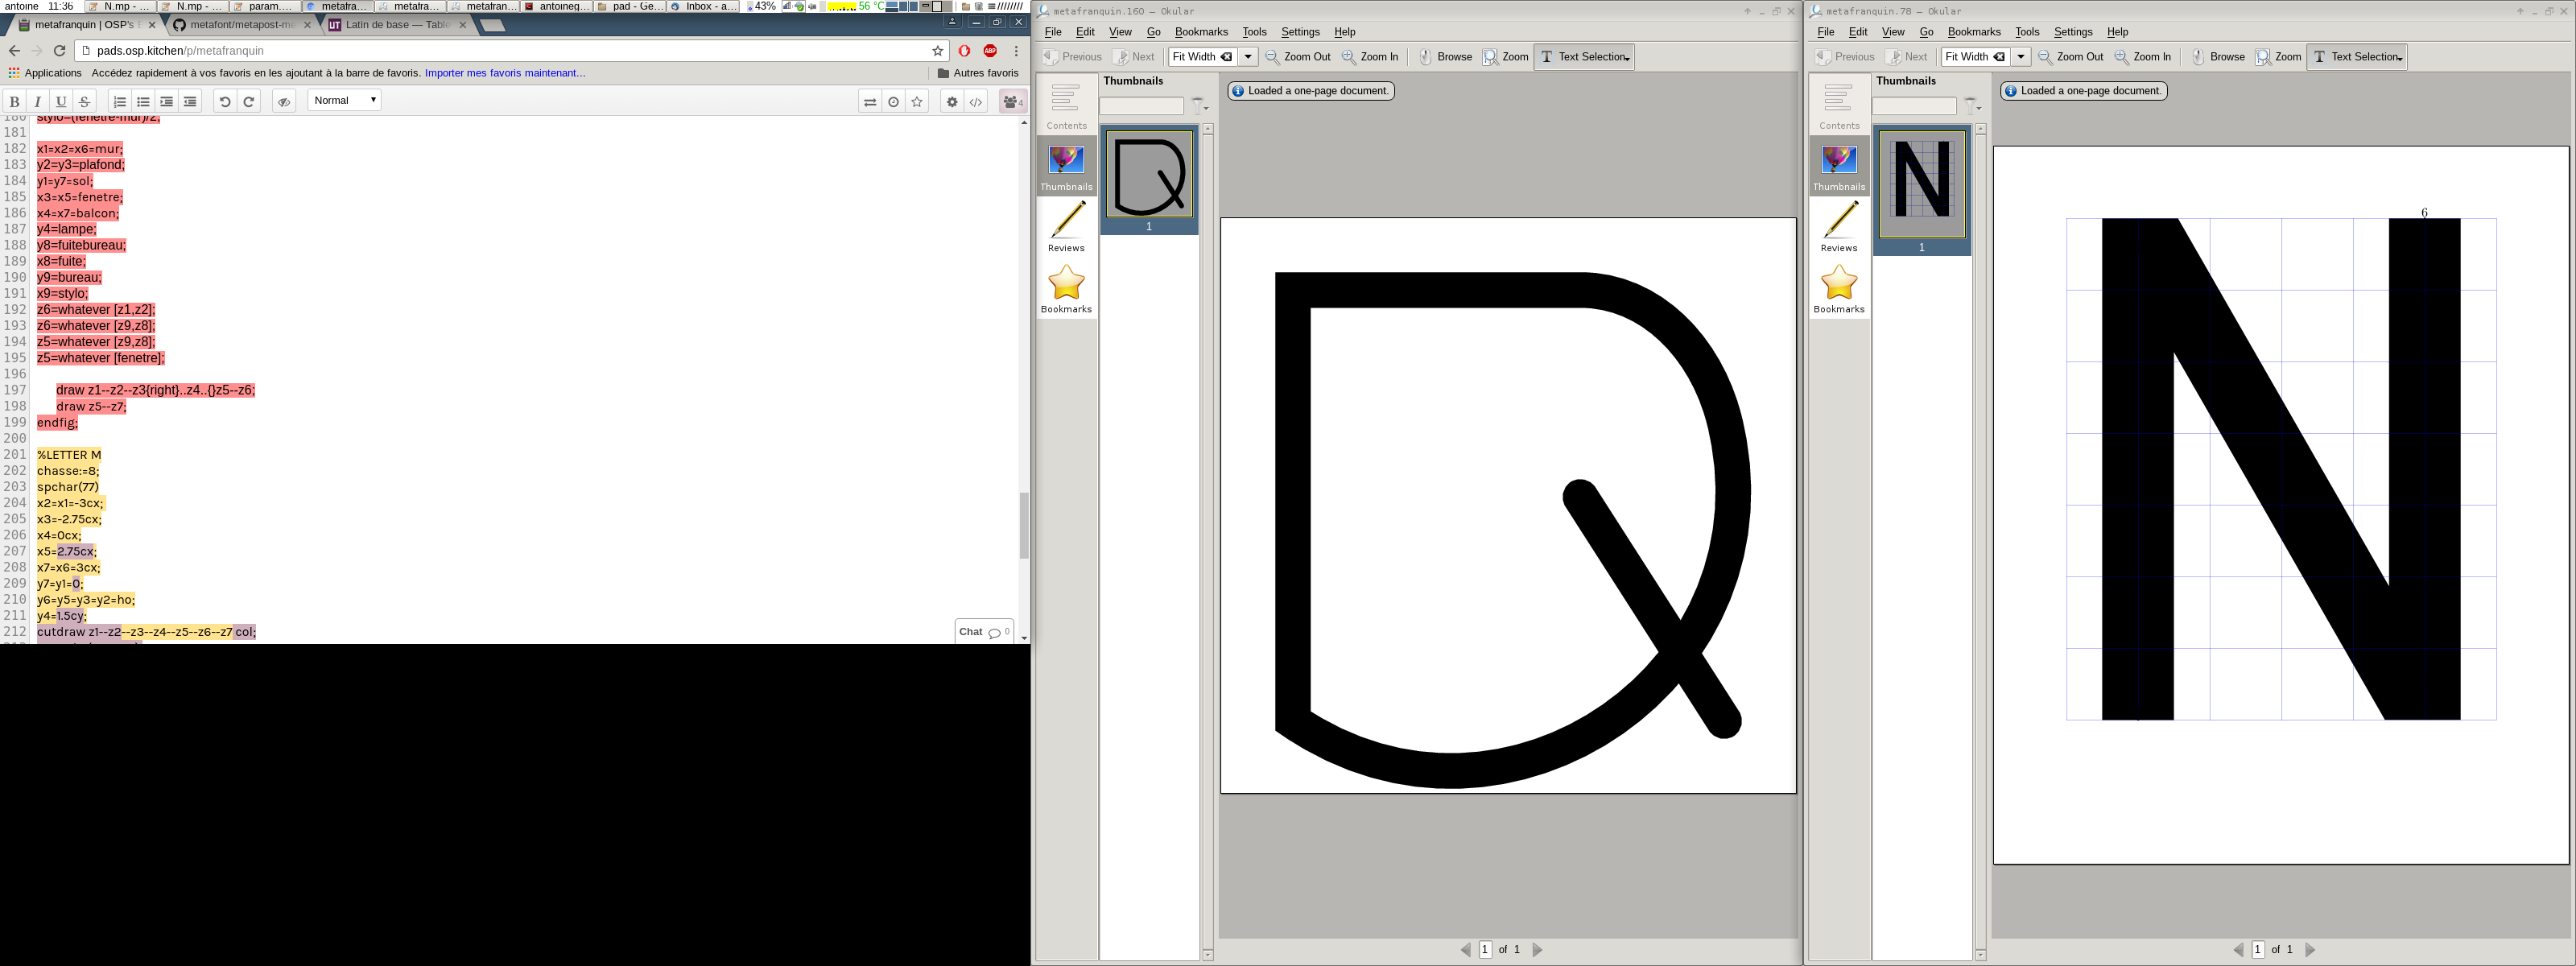 antoine 11:36 N.mp - ... N.mp - ... param.... metafra... metafra... metafran... antoineg... pad - Ge... Inbox - a... 43% 56 °C
metafranquin | OSP's
metafont/metapost-me
Latin de base — Table
pads.osp.kitchen/p/metafranquin
Applications Accédez rapidement à vos favoris en les ajoutant à la barre de favoris. Importer mes favoris maintenant... Autres favoris
B I U S Normal 4
180 stylo=(fenetre-mur)/2;
181
182 x1=x2=x6=mur;
183 y2=y3=plafond;
184 y1=y7=sol;
185 x3=x5=fenetre;
186 x4=x7=balcon;
187 y4=lampe;
188 y8=fuitebureau;
189 x8=fuite;
190 y9=bureau;
191 x9=stylo;
192 z6=whatever [z1,z2];
193 z6=whatever [z9,z8];
194 z5=whatever [z9,z8];
195 z5=whatever [fenetre];
196
197 draw z1--z2--z3{right}..z4..{}z5--z6;
198 draw z5--z7;
199 endfig;
200
201 %LETTER M
202 chasse:=8;
203 spchar(77)
204 x2=x1=-3cx;
205 x3=-2.75cx;
206 x4=0cx;
207 x5=2.75cx;
208 x7=x6=3cx;
209 y7=y1=0;
210 y6=y5=y3=y2=ho;
211 y4=1.5cy;
212 cutdraw z1--z2--z3--z4--z5--z6--z7 col;
Chat 0
metafranquin.160 — Okular
File Edit View Go Bookmarks Tools Settings Help
Previous Next Fit Width Zoom Out Zoom In Browse Zoom Text Selection
Thumbnails
Loaded a one-page document.
Contents
Thumbnails
Reviews
Bookmarks
1
1 of 1
metafranquin.78 — Okular
File Edit View Go Bookmarks Tools Settings Help
Previous Next Fit Width Zoom Out Zoom In Browse Zoom Text Selection
Thumbnails
Loaded a one-page document.
Contents
Thumbnails
Reviews
Bookmarks
N
1
6
N
1 of 1